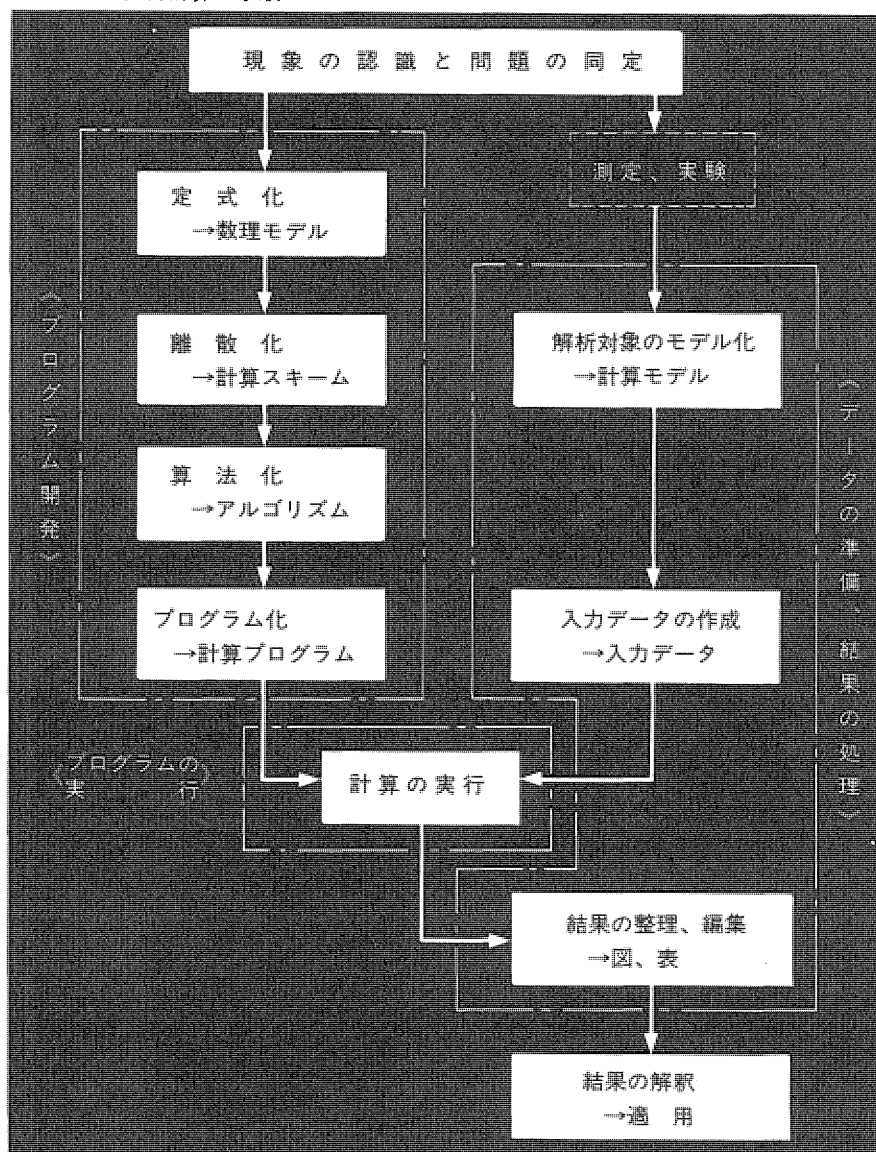 現象の認識と問題の同定
測定、実験
定式化
→数理モデル
離散化
→計算スキーム
算法化
→アルゴリズム
プログラム化
→計算プログラム
《プログラム開発》
解析対象のモデル化
→計算モデル
入力データの作成
→入力データ
《データの準備、結果の処理》
《プログラムの
実行》
計算の実行
結果の整理、編集
→図、表
結果の解釈
→適用